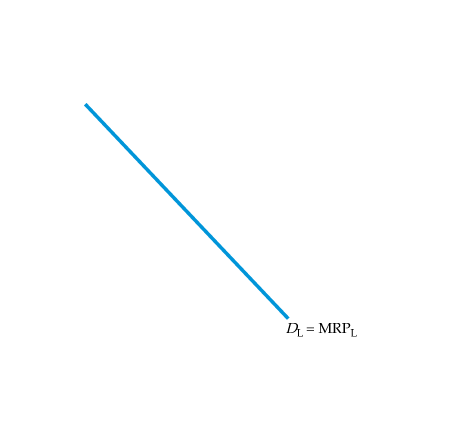 D_L = MRP_L